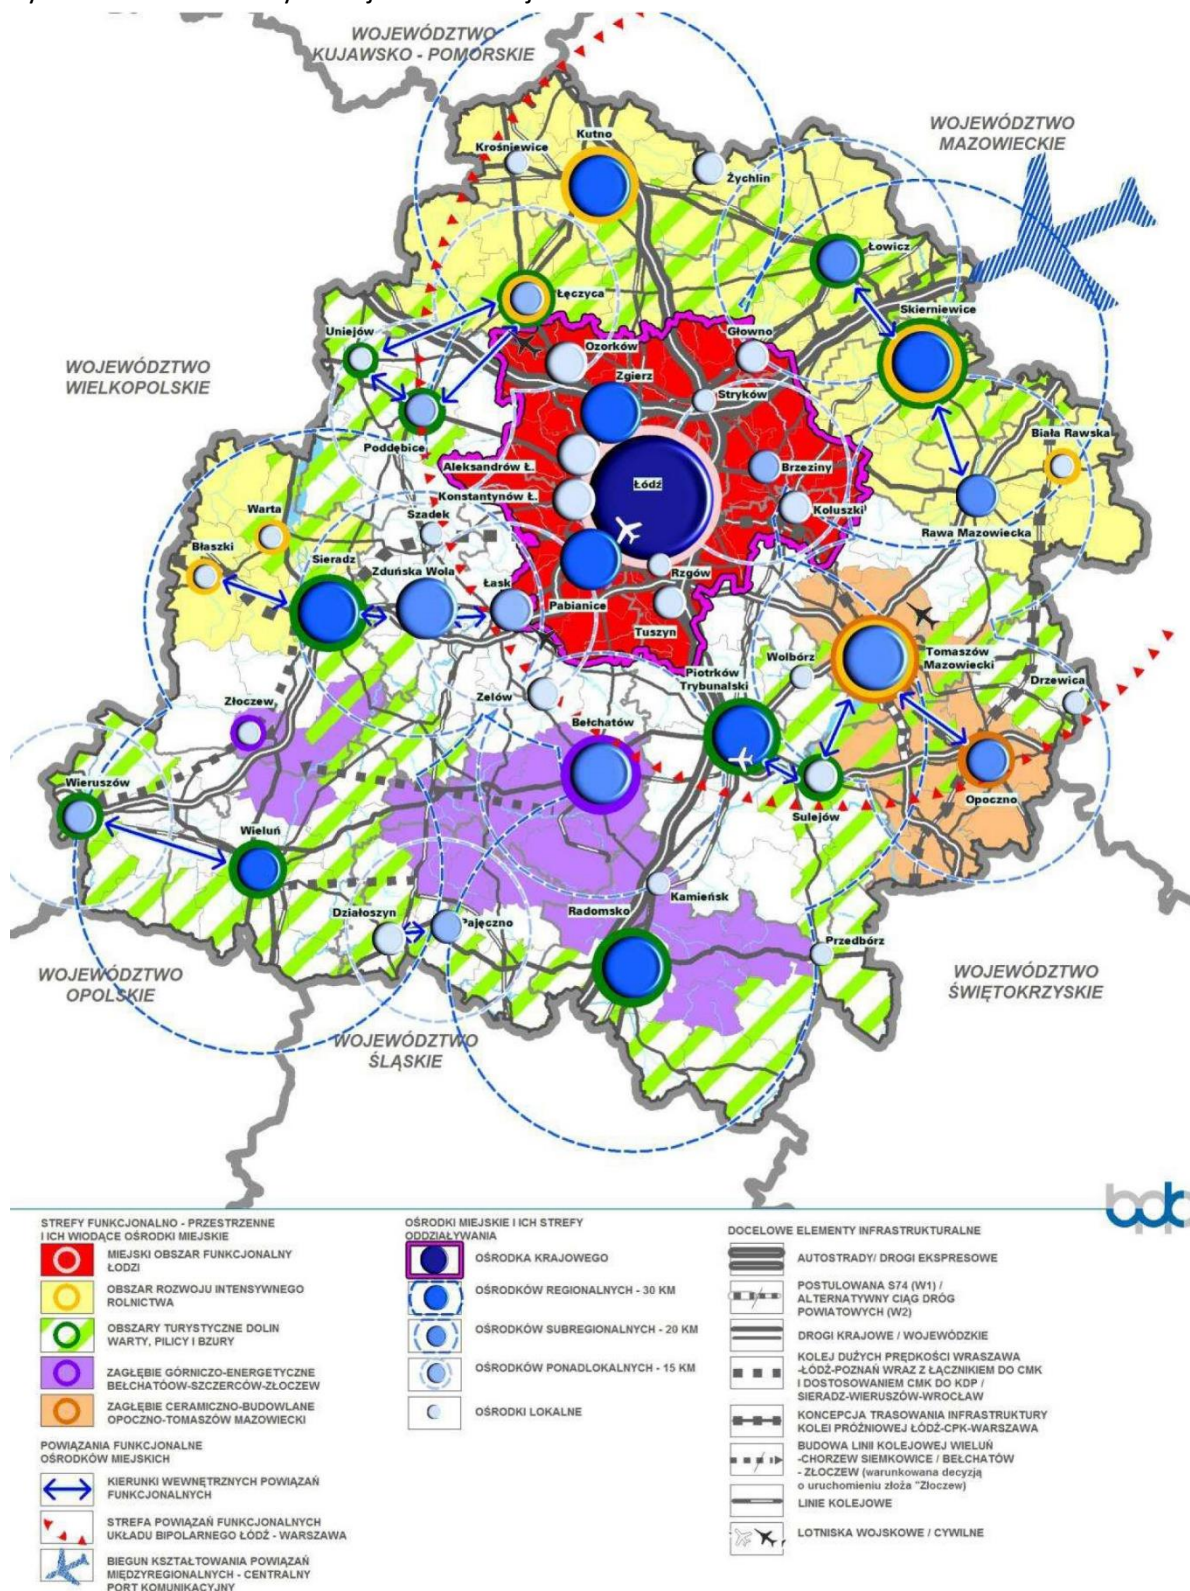 WOJEWÓDZTWO
KUJAWSKO - POMORSKIE
WOJEWÓDZTWO
MAZOWIECKIE
Kutno
Krośniewice
Żychlin
Łowicz
Łęczyca
Skierniewice
Uniejów
Głowno
Ozorków
Zgierz
WOJEWÓDZTWO
WIELKOPOLSKIE
Stryków
Poddębice
Biała Rawska
Aleksandrów Ł.
Brzeziny
Łódź
Konstantynów Ł.
Koluszki
Warta
Szadek
Rawa Mazowiecka
Błaszki
Sieradz
Zduńska Wola
Łask
Rzgów
Pabianice
Tuszyn
Wolbórz
Tomaszów
Mazowiecki
Piotrków
Trybunalski
Drzewica
Złoczew
Zelów
Bełchatów
Wieruszów
Opoczno
Sulejów
Wieluń
Kamieńsk
Działoszyn
Pajęczno
Radomsko
Przedbórz
WOJEWÓDZTWO
OPOLSKIE
WOJEWÓDZTWO
ŚWIĘTOKRZYSKIE
WOJEWÓDZTWO
ŚLĄSKIE
bpp
STREFY FUNKCJONALNO - PRZESTRZENNE
I ICH WIODĄCE OŚRODKI MIEJSKIE
MIEJSKI OBSZAR FUNKCJONALNY
ŁODZI
OBSZAR ROZWOJU INTENSYWNEGO
ROLNICTWA
OBSZARY TURYSTYCZNE DOLIN
WARTY, PILICY I BZURY
ZAGŁĘBIE GÓRNICZO-ENERGETYCZNE
BEŁCHATÓW-SZCZERCÓW-ZŁOCZEW
ZAGŁĘBIE CERAMICZNO-BUDOWLANE
OPOCZNO-TOMASZÓW MAZOWIECKI
POWIĄZANIA FUNKCJONALNE
OŚRODKÓW MIEJSKICH
KIERUNKI WEWNĘTRZNYCH POWIĄZAŃ
FUNKCJONALNYCH
STREFA POWIĄZAŃ FUNKCJONALNYCH
UKŁADU BIPOLARNEGO ŁÓDŹ - WARSZAWA
BIEGUN KSZTAŁTOWANIA POWIĄZAŃ
MIĘDZYREGIONALNYCH - CENTRALNY
PORT KOMUNIKACYJNY
OŚRODKI MIEJSKIE I ICH STREFY
ODDZIAŁYWANIA
OŚRODKA KRAJOWEGO
OŚRODKÓW REGIONALNYCH - 30 KM
OŚRODKÓW SUBREGIONALNYCH - 20 KM
OŚRODKÓW PONADLOKALNYCH - 15 KM
OŚRODKI LOKALNE
DOCELOWE ELEMENTY INFRASTRUKTURALNE
AUTOSTRADY/ DROGI EKSPRESOWE
POSTULOWANA S74 (W1) /
ALTERNATYWNY CIĄG DRÓG
POWIATOWYCH (W2)
DROGI KRAJOWE / WOJEWÓDZKIE
KOLEJ DUŻYCH PRĘDKOŚCI WRASZAWA
-ŁÓDŹ-POZNAŃ WRAZ Z ŁĄCZNIKIEM DO CMK
I DOSTOSOWANIEM CMK DO KDP /
SIERADZ-WIERUSZÓW-WROCŁAW
KONCEPCJA TRASOWANIA INFRASTRUKTURY
KOLEI PRÓŻNIOWEJ ŁÓDŹ-CPK-WARSZAWA
BUDOWA LINII KOLEJOWEJ WIELUŃ
-CHORZEW SIEMKOWICE / BEŁCHATÓW
- ZŁOCZEW (warunkowana decyzją
o uruchomieniu złoża "Złoczew)
LINIE KOLEJOWE
LOTNISKA WOJSKOWE / CYWILNE